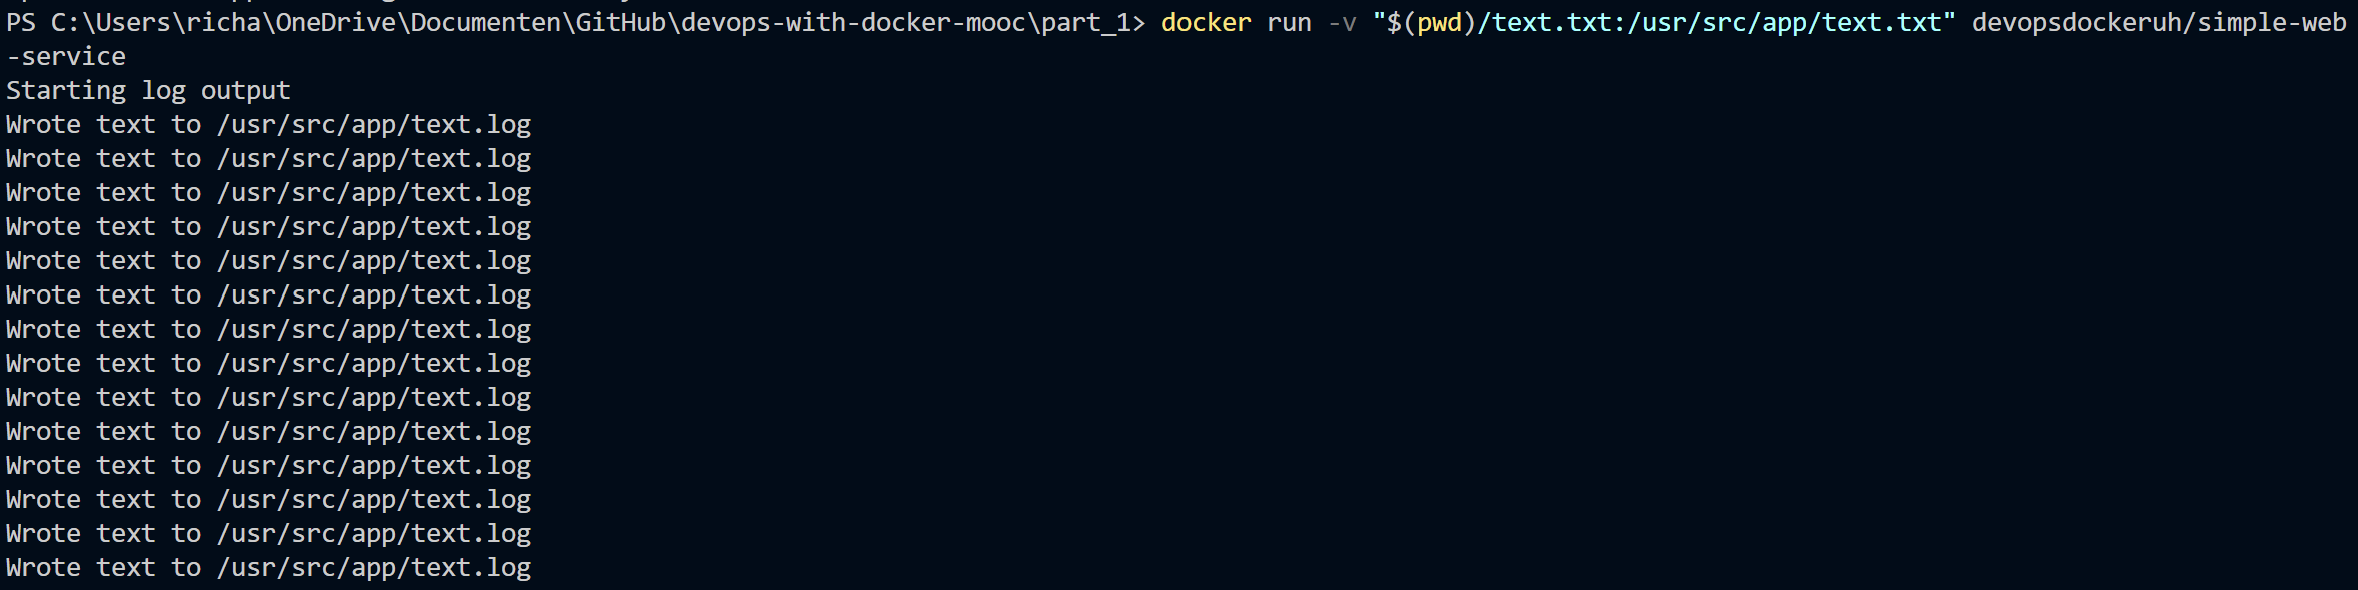 PS C:\Users\richa\OneDrive\Documenten\GitHub\devops-with-docker-mooc\part_1> docker run -v "$(pwd)/text.txt:/usr/src/app/text.txt" devopsdockeruh/simple-web
-service
Starting log output
Wrote text to /usr/src/app/text.log
Wrote text to /usr/src/app/text.log
Wrote text to /usr/src/app/text.log
Wrote text to /usr/src/app/text.log
Wrote text to /usr/src/app/text.log
Wrote text to /usr/src/app/text.log
Wrote text to /usr/src/app/text.log
Wrote text to /usr/src/app/text.log
Wrote text to /usr/src/app/text.log
Wrote text to /usr/src/app/text.log
Wrote text to /usr/src/app/text.log
Wrote text to /usr/src/app/text.log
Wrote text to /usr/src/app/text.log
Wrote text to /usr/src/app/text.log